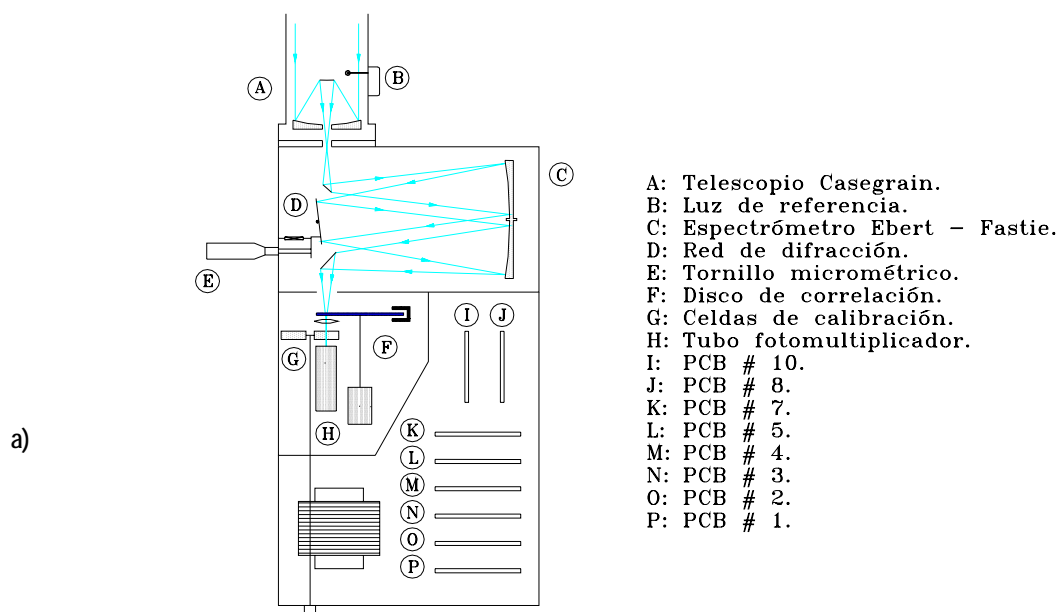 A
B
C
D
E
F
G
H
I
J
K
L
M
N
O
P
a)
A: Telescopio Casegrain.
B: Luz de referencia.
C: Espectrómetro Ebert – Fastie.
D: Red de difracción.
E: Tornillo micrométrico.
F: Disco de correlación.
G: Celdas de calibración.
H: Tubo fotomultiplicador.
I: PCB # 10.
J: PCB # 8.
K: PCB # 7.
L: PCB # 5.
M: PCB # 4.
N: PCB # 3.
O: PCB # 2.
P: PCB # 1.